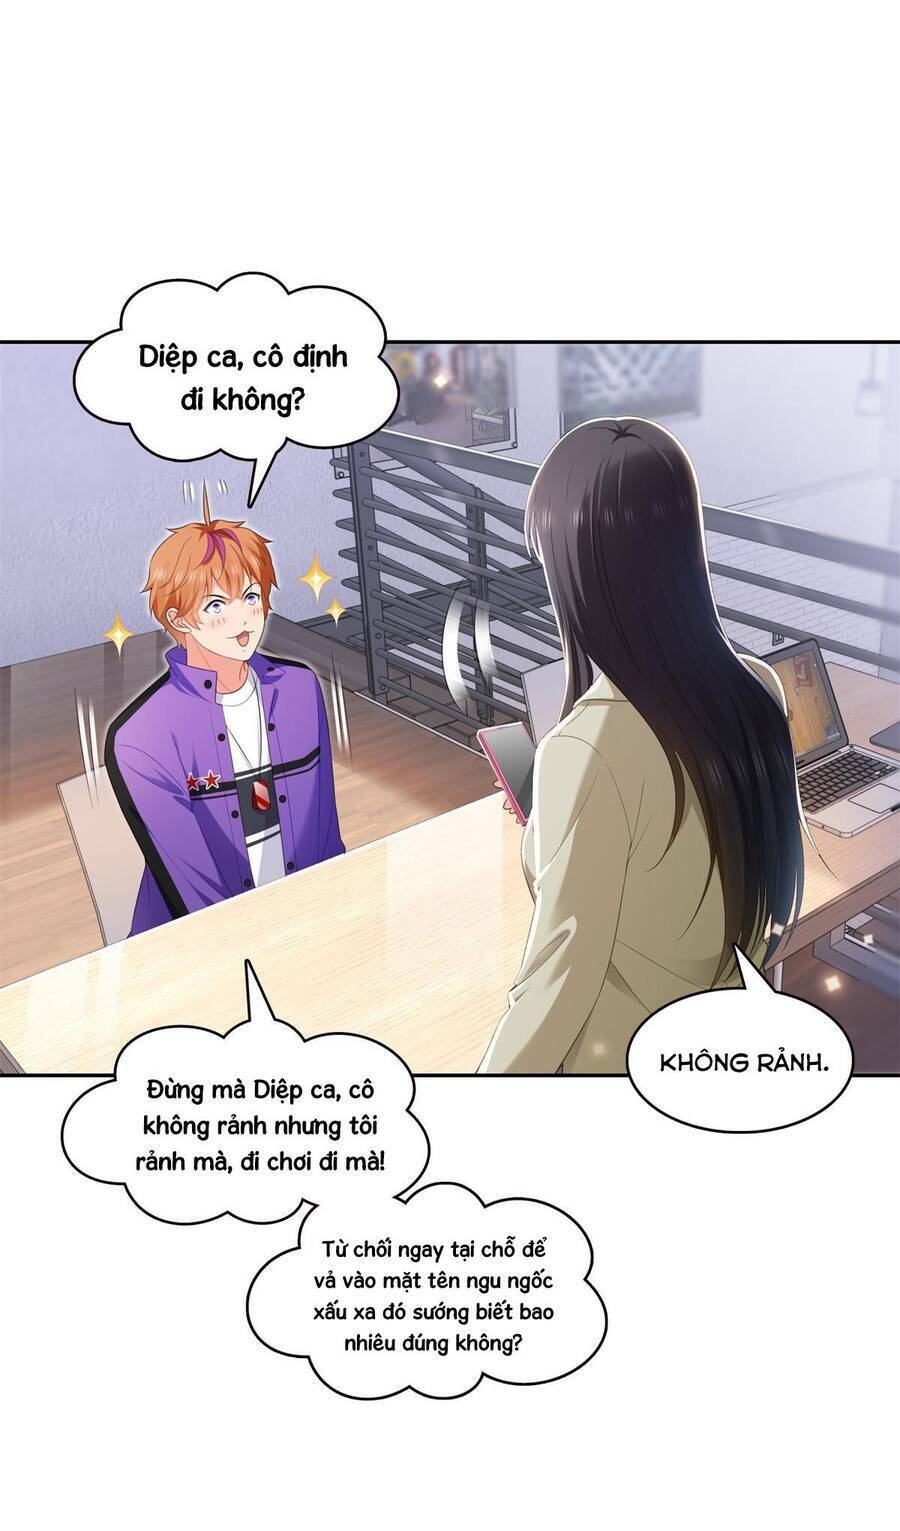 Diệp ca, cô định
đi không?
KHÔNG RẢNH.
Đừng mà Diệp ca, cô
không rảnh nhưng tôi
rảnh mà, đi chơi đi mà!
Từ chối ngay tại chỗ để
vả vào mặt tên ngu ngốc
xấu xa đó sướng biết bao
nhiêu đúng không?